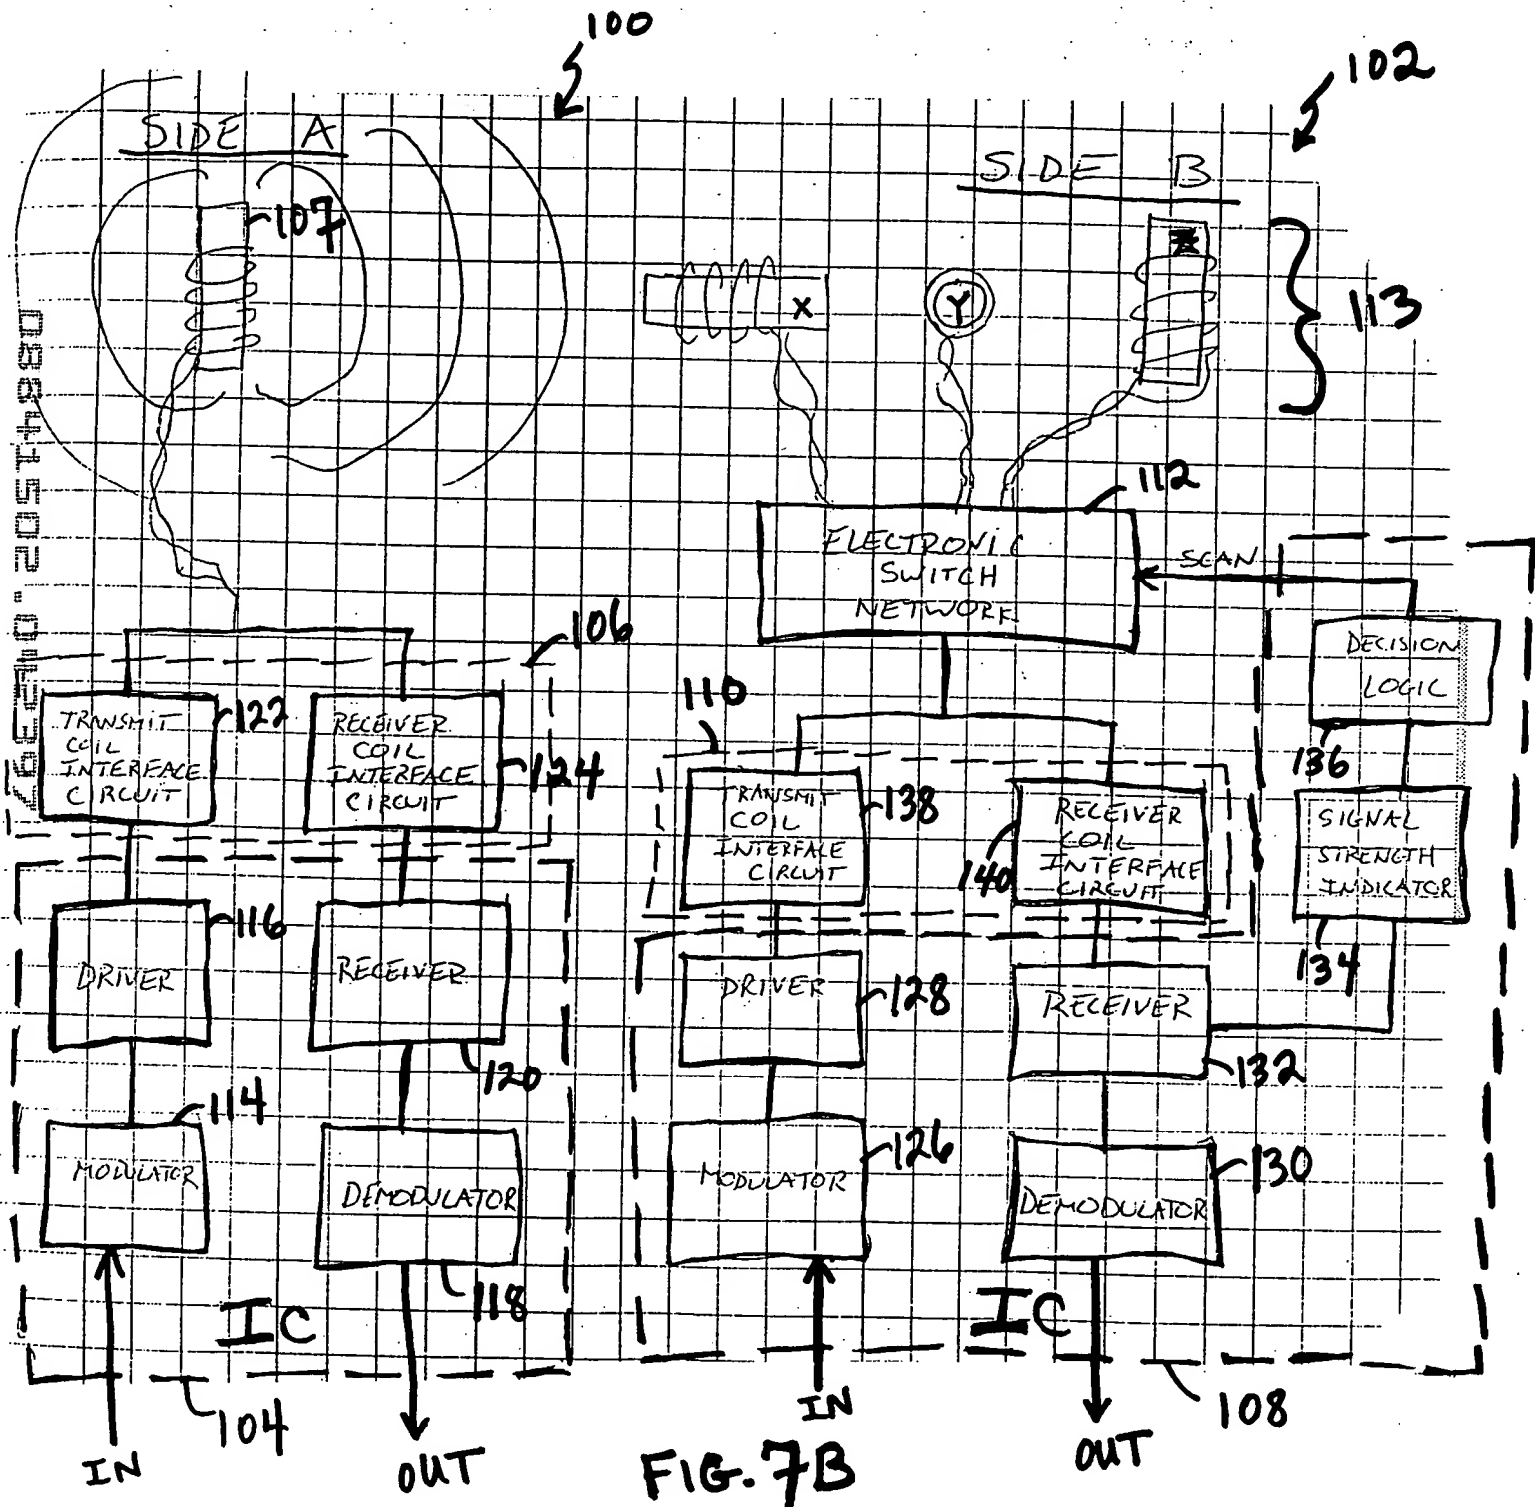 100
102
SIDE A
SIDE B
107
X
Y
Z
113
112
ELECTRONIC
SWITCH
NETWORK
SCAN
106
DECISION
LOGIC
136
110
TRANSMIT
COIL
INTERFACE
CIRCUIT
122
RECEIVER
COIL
INTERFACE
CIRCUIT
124
TRANSMIT
COIL
INTERFACE
CIRCUIT
138
RECEIVER
COIL
INTERFACE
CIRCUIT
140
SIGNAL
STRENGTH
INDICATOR
134
DRIVER
116
RECEIVER
120
DRIVER
128
RECEIVER
132
MODULATOR
114
DEMODULATOR
118
MODULATOR
126
DEMODULATOR
130
IC
IC
104
108
IN
OUT
IN
OUT
FIG. 7B
08841502.042397